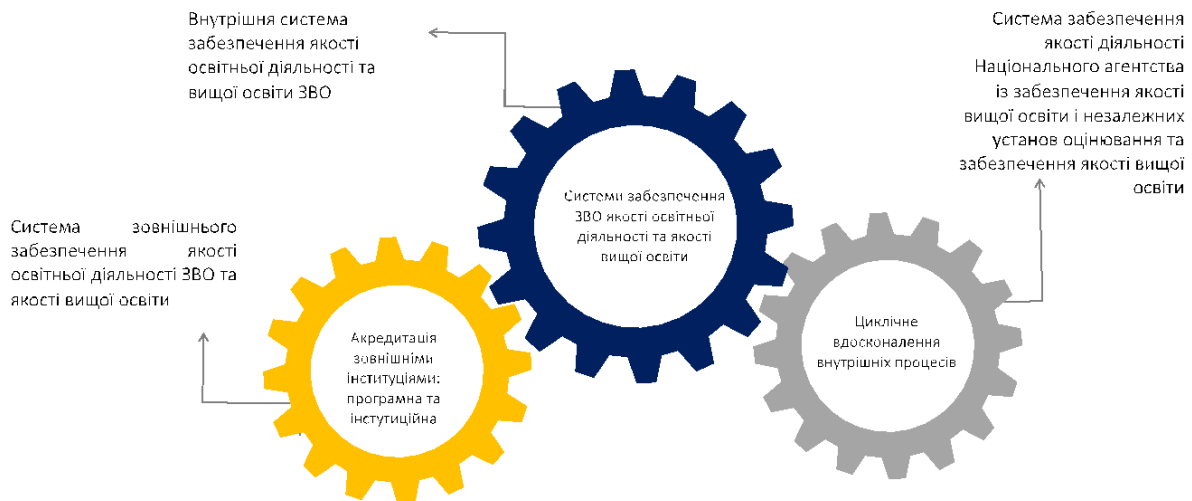 Внутрішня система
забезпечення якості
освітньої діяльності та
вищої освіти ЗВО
Система забезпечення
якості діяльності
Національного агентства
із забезпечення якості
вищої освіти і незалежних
установ оцінювання та
забезпечення якості вищої
освіти
Системи забезпечення
ЗВО якості освітньої
діяльності та якості
вищої освіти
Система зовнішнього
забезпечення якості
освітньої діяльності ЗВО та
якості вищої освіти
Акредитація
зовнішніми
інституціями:
програмна та
інстутиційна
Циклічне
вдосконалення
внутрішніх процесів